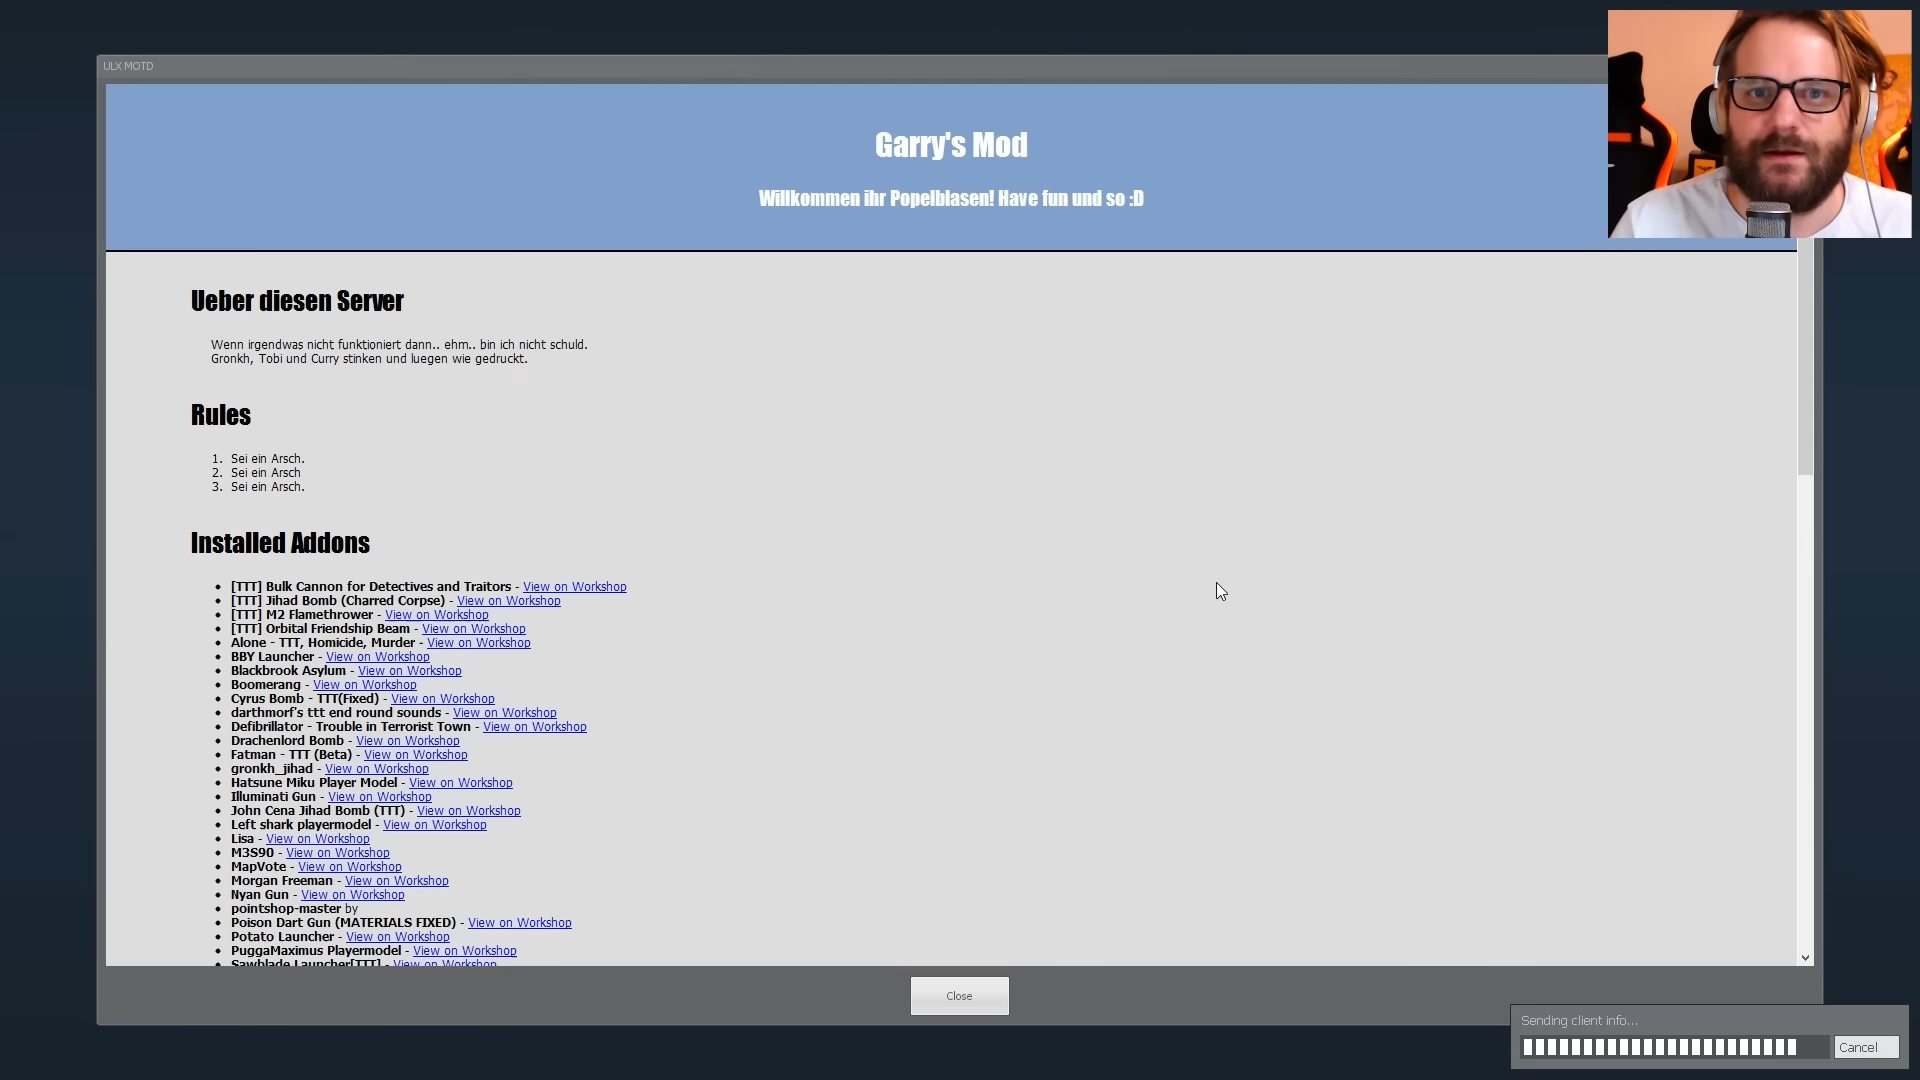 ULX MOTD
Garry's Mod
Willkommen ihr Popelblasen! Have fun und so :D
Ueber diesen Server
Wenn irgendwas nicht funktioniert dann.. ehm.. bin ich nicht schuld.
Gronkh, Tobi und Curry stinken und luegen wie gedruckt.
Rules
1. Sei ein Arsch.
2. Sei ein Arsch
3. Sei ein Arsch.
Installed Addons
• [TTT] Bulk Cannon for Detectives and Traitors - View on Workshop
• [TTT] Jihad Bomb (Charred Corpse) - View on Workshop
• [TTT] M2 Flamethrower - View on Workshop
• [TTT] Orbital Friendship Beam - View on Workshop
• Alone - TTT, Homicide, Murder - View on Workshop
• BBY Launcher - View on Workshop
• Blackbrook Asylum - View on Workshop
• Boomerang - View on Workshop
• Cyrus Bomb - TTT(Fixed) - View on Workshop
• darthmorf's ttt end round sounds - View on Workshop
• Defibrillator - Trouble in Terrorist Town - View on Workshop
• Drachenlord Bomb - View on Workshop
• Fatman - TTT (Beta) - View on Workshop
• gronkh_jihad - View on Workshop
• Hatsune Miku Player Model - View on Workshop
• Illuminati Gun - View on Workshop
• John Cena Jihad Bomb (TTT) - View on Workshop
• Left shark playermodel - View on Workshop
• Lisa - View on Workshop
• M3S90 - View on Workshop
• MapVote - View on Workshop
• Morgan Freeman - View on Workshop
• Nyan Gun - View on Workshop
• pointshop-master by
• Poison Dart Gun (MATERIALS FIXED) - View on Workshop
• Potato Launcher - View on Workshop
• PuggaMaximus Playermodel - View on Workshop
• Sawblade Launcher[TTT] - View on Workshop
Close
Sending client info...
Cancel